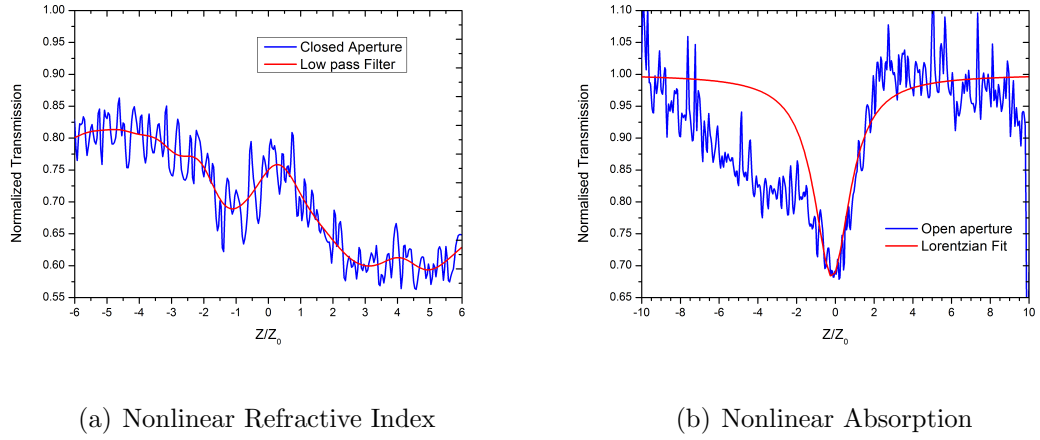 1.00
0.95
0.90
0.85
0.80
0.75
0.70
0.65
0.60
0.55
Normalized Transmission
Closed Aperture
Low pass Filter
-6 -5 -4 -3 -2 -1 0 1 2 3 4 5 6
Z/Z0
(a) Nonlinear Refractive Index
1.10
1.05
1.00
0.95
0.90
0.85
0.80
0.75
0.70
0.65
Normalised Transmission
Open aperture
Lorentzian Fit
-10 -8 -6 -4 -2 0 2 4 6 8 10
Z/Z0
(b) Nonlinear Absorption